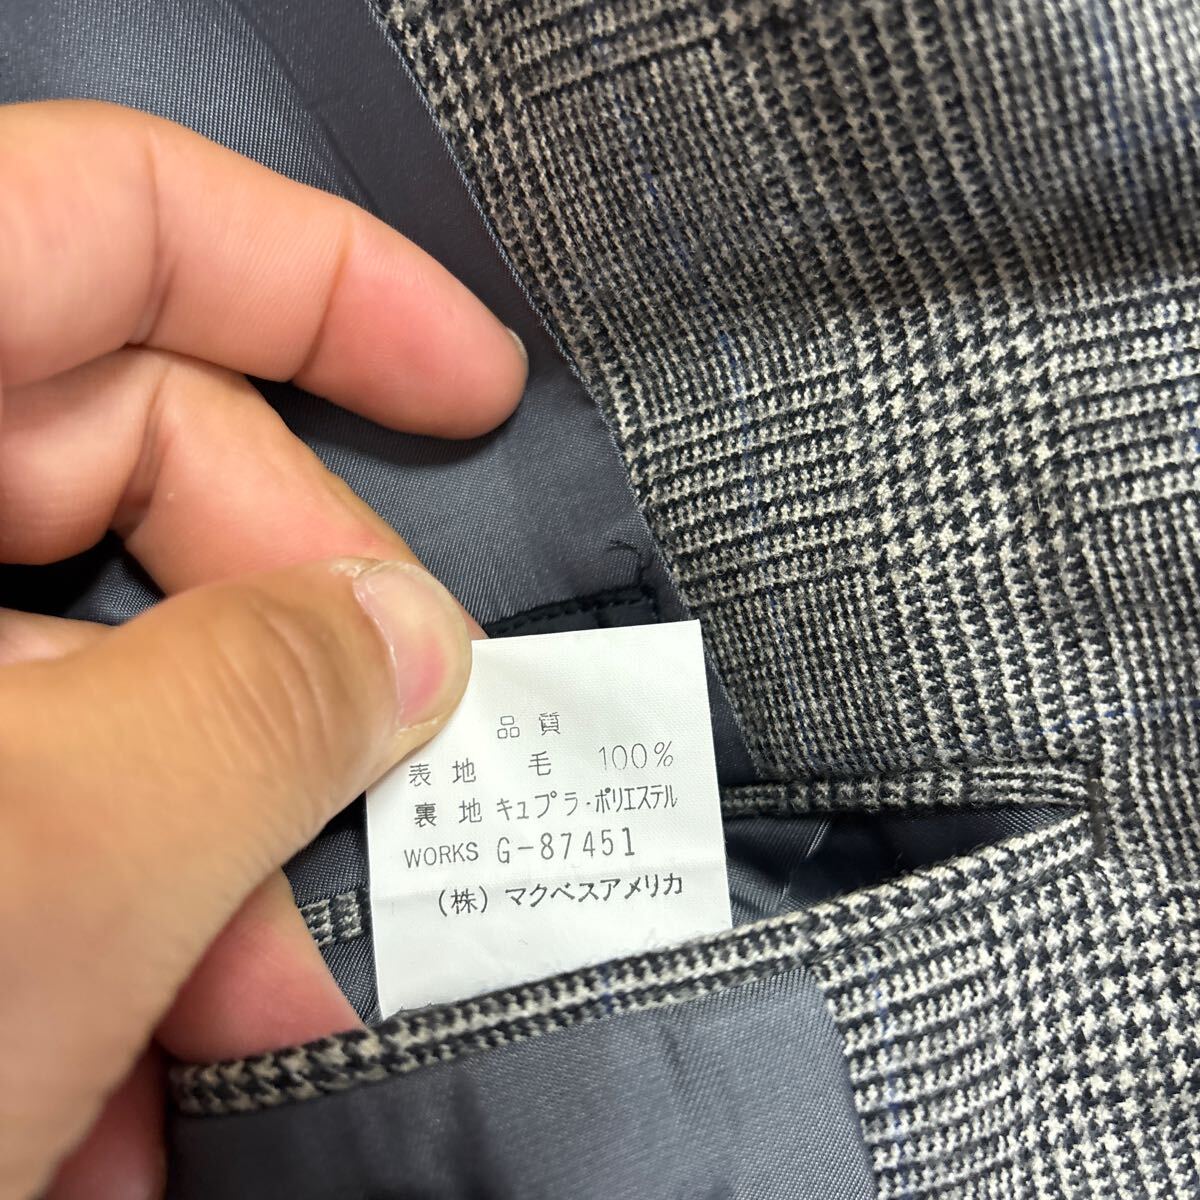 品質
表地 毛 100%
裏地 キュプラ・ポリエステル
WORKS G-87451
(株) マクベスアメリカ